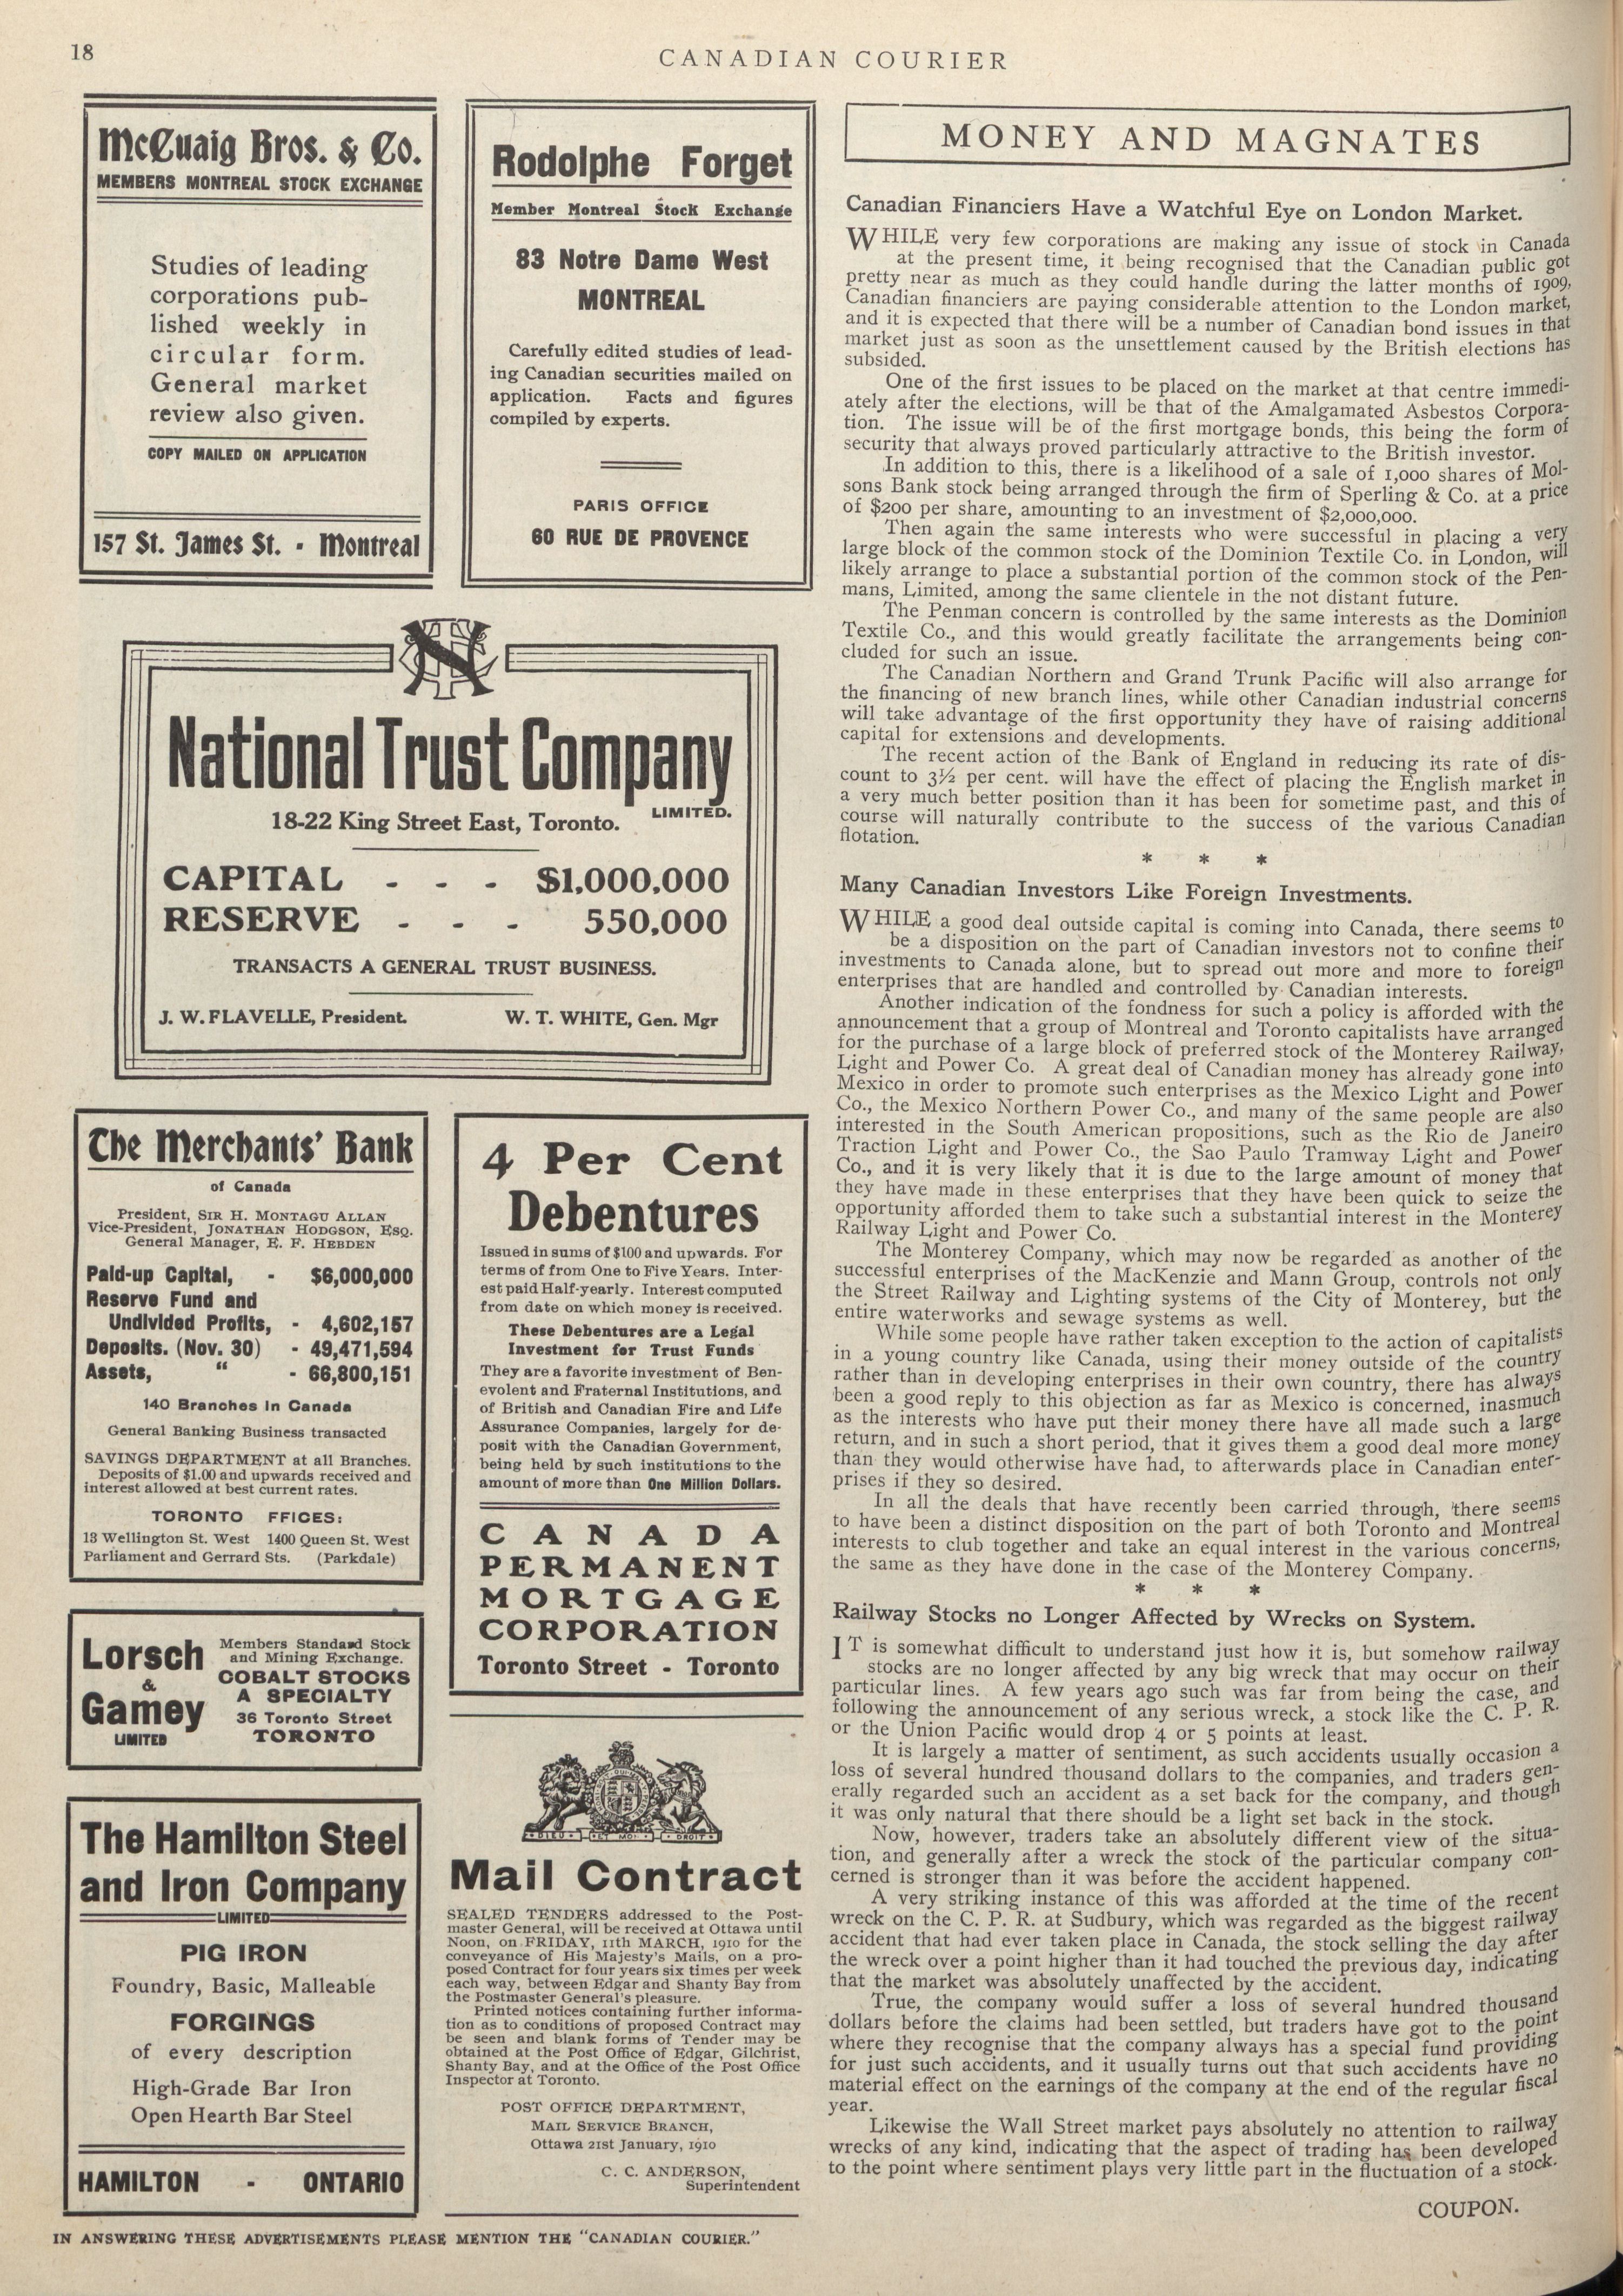 18
CANADIAN COURIER
McCuaig Bros. & Co.
MEMBERS MONTREAL STOCK EXCHANGE
Studies of leading
corporations pub-
lished weekly in
circular form.
General market
review also given.
COPY MAILED ON APPLICATION
157 St. James St. - Montreal
Rodolphe Forget
Member Montreal Stock Exchange
83 Notre Dame West
MONTREAL
Carefully edited studies of lead-
ing Canadian securities mailed on
application. Facts and figures
compiled by experts.
PARIS OFFICE
60 RUE DE PROVENCE
National Trust Company
LIMITED.
18-22 King Street East, Toronto.
CAPITAL - - - $1,000,000
RESERVE - - - 550,000
TRANSACTS A GENERAL TRUST BUSINESS.
J. W. FLAVELLE, President. W. T. WHITE, Gen. Mgr
The Merchants' Bank
of Canada
President, SIR H. MONTAGU ALLAN
Vice-President, JONATHAN HODGSON, ESQ.
General Manager, E. F. HEBDEN
Paid-up Capital, - $6,000,000
Reserve Fund and
Undivided Profits, - 4,602,157
Deposits. (Nov. 30) - 49,471,594
Assets, " - 66,800,151
140 Branches in Canada
General Banking Business transacted
SAVINGS DEPARTMENT at all Branches.
Deposits of $1.00 and upwards received and
interest allowed at best current rates.
TORONTO FFICES:
13 Wellington St. West 1400 Queen St. West
Parliament and Gerrard Sts. (Parkdale)
Lorsch
&
Gamey
LIMITED
Members Standard Stock
and Mining Exchange.
COBALT STOCKS
A SPECIALTY
36 Toronto Street
TORONTO
The Hamilton Steel
and Iron Company
LIMITED
PIG IRON
Foundry, Basic, Malleable
FORGINGS
of every description
High-Grade Bar Iron
Open Hearth Bar Steel
HAMILTON - ONTARIO
4 Per Cent
Debentures
Issued in sums of $100 and upwards. For
terms of from One to Five Years. Inter-
est paid Half-yearly. Interest computed
from date on which money is received.
These Debentures are a Legal
Investment for Trust Funds
They are a favorite investment of Ben-
evolent and Fraternal Institutions, and
of British and Canadian Fire and Life
Assurance Companies, largely for de-
posit with the Canadian Government,
being held by such institutions to the
amount of more than One Million Dollars.
CANADA
PERMANENT
MORTGAGE
CORPORATION
Toronto Street - Toronto
DIEU ET MON DROIT
Mail Contract
SEALED TENDERS addressed to the Post-
master General, will be received at Ottawa until
Noon, on FRIDAY, 11th MARCH, 1910 for the
conveyance of His Majesty's Mails, on a pro-
posed Contract for four years six times per week
each way, between Edgar and Shanty Bay from
the Postmaster General's pleasure.
Printed notices containing further informa-
tion as to conditions of proposed Contract may
be seen and blank forms of Tender may be
obtained at the Post Office of Edgar, Gilchrist,
Shanty Bay, and at the Office of the Post Office
Inspector at Toronto.
POST OFFICE DEPARTMENT,
MAIL SERVICE BRANCH,
Ottawa 21st January, 1910
C. C. ANDERSON,
Superintendent
IN ANSWERING THESE ADVERTISEMENTS PLEASE MENTION THE "CANADIAN COURIER."
MONEY AND MAGNATES
Canadian Financiers Have a Watchful Eye on London Market.
WHILE very few corporations are making any issue of stock in Canada
at the present time, it being recognised that the Canadian public got
pretty near as much as they could handle during the latter months of 1909,
Canadian financiers are paying considerable attention to the London market,
and it is expected that there will be a number of Canadian bond issues in that
market just as soon as the unsettlement caused by the British elections has
subsided.
One of the first issues to be placed on the market at that centre immedi-
ately after the elections, will be that of the Amalgamated Asbestos Corpora-
tion. The issue will be of the first mortgage bonds, this being the form of
security that always proved particularly attractive to the British investor.
In addition to this, there is a likelihood of a sale of 1,000 shares of Mol-
sons Bank stock being arranged through the firm of Sperling & Co. at a price
of $200 per share, amounting to an investment of $2,000,000.
Then again the same interests who were successful in placing a very
large block of the common stock of the Dominion Textile Co. in London, will
likely arrange to place a substantial portion of the common stock of the Pen-
mans, Limited, among the same clientele in the not distant future.
The Penman concern is controlled by the same interests as the Dominion
Textile Co., and this would greatly facilitate the arrangements being con-
cluded for such an issue.
The Canadian Northern and Grand Trunk Pacific will also arrange for
the financing of new branch lines, while other Canadian industrial concerns
will take advantage of the first opportunity they have of raising additional
capital for extensions and developments.
The recent action of the Bank of England in reducing its rate of dis-
count to 3½ per cent. will have the effect of placing the English market in
a very much better position than it has been for sometime past, and this of
course will naturally contribute to the success of the various Canadian
flotation.
* * *
Many Canadian Investors Like Foreign Investments.
WHILE a good deal outside capital is coming into Canada, there seems to
be a disposition on the part of Canadian investors not to confine their
investments to Canada alone, but to spread out more and more to foreign
enterprises that are handled and controlled by Canadian interests.
Another indication of the fondness for such a policy is afforded with the
announcement that a group of Montreal and Toronto capitalists have arranged
for the purchase of a large block of preferred stock of the Monterey Railway,
Light and Power Co. A great deal of Canadian money has already gone into
Mexico in order to promote such enterprises as the Mexico Light and Power
Co., the Mexico Northern Power Co., and many of the same people are also
interested in the South American propositions, such as the Rio de Janeiro
Traction Light and Power Co., the Sao Paulo Tramway Light and Power
Co., and it is very likely that it is due to the large amount of money that
they have made in these enterprises that they have been quick to seize the
opportunity afforded them to take such a substantial interest in the Monterey
Railway Light and Power Co.
The Monterey Company, which may now be regarded as another of the
successful enterprises of the MacKenzie and Mann Group, controls not only
the Street Railway and Lighting systems of the City of Monterey, but the
entire waterworks and sewage systems as well.
While some people have rather taken exception to the action of capitalists
in a young country like Canada, using their money outside of the country
rather than in developing enterprises in their own country, there has always
been a good reply to this objection as far as Mexico is concerned, inasmuch
as the interests who have put their money there have all made such a large
return, and in such a short period, that it gives them a good deal more money
than they would otherwise have had, to afterwards place in Canadian enter-
prises if they so desired.
In all the deals that have recently been carried through, there seems
to have been a distinct disposition on the part of both Toronto and Montreal
interests to club together and take an equal interest in the various concerns,
the same as they have done in the case of the Monterey Company.
* * *
Railway Stocks no Longer Affected by Wrecks on System.
IT is somewhat difficult to understand just how it is, but somehow railway
stocks are no longer affected by any big wreck that may occur on their
particular lines. A few years ago such was far from being the case, and
following the announcement of any serious wreck, a stock like the C. P. R.
or the Union Pacific would drop 4 or 5 points at least.
It is largely a matter of sentiment, as such accidents usually occasion a
loss of several hundred thousand dollars to the companies, and traders gen-
erally regarded such an accident as a set back for the company, and though
it was only natural that there should be a light set back in the stock.
Now, however, traders take an absolutely different view of the situa-
tion, and generally after a wreck the stock of the particular company con-
cerned is stronger than it was before the accident happened.
A very striking instance of this was afforded at the time of the recent
wreck on the C. P. R. at Sudbury, which was regarded as the biggest railway
accident that had ever taken place in Canada, the stock selling the day after
the wreck over a point higher than it had touched the previous day, indicating
that the market was absolutely unaffected by the accident.
True, the company would suffer a loss of several hundred thousand
dollars before the claims had been settled, but traders have got to the point
where they recognise that the company always has a special fund providing
for just such accidents, and it usually turns out that such accidents have no
material effect on the earnings of the company at the end of the regular fiscal
year.
Likewise the Wall Street market pays absolutely no attention to railway
wrecks of any kind, indicating that the aspect of trading has been developed
to the point where sentiment plays very little part in the fluctuation of a stock.
COUPON.